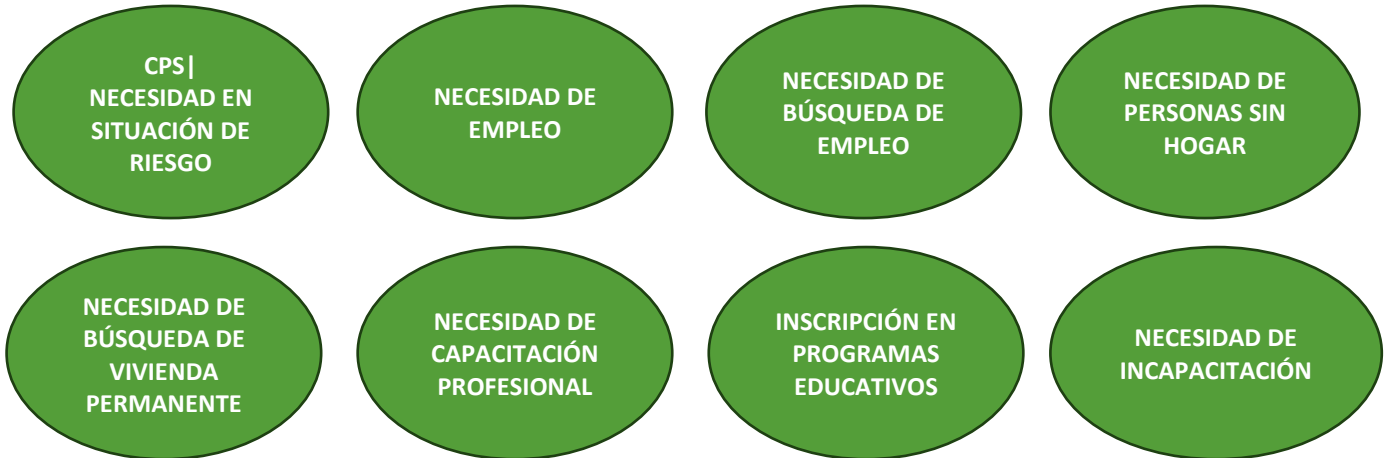 CPS|
NECESIDAD EN
SITUACIÓN DE
RIESGO
NECESIDAD DE
EMPLEO
NECESIDAD DE
BÚSQUEDA DE
EMPLEO
NECESIDAD DE
PERSONAS SIN
HOGAR
NECESIDAD DE
BÚSQUEDA DE
VIVIENDA
PERMANENTE
NECESIDAD DE
CAPACITACIÓN
PROFESIONAL
INSCRIPCIÓN EN
PROGRAMAS
EDUCATIVOS
NECESIDAD DE
INCAPACITACIÓN